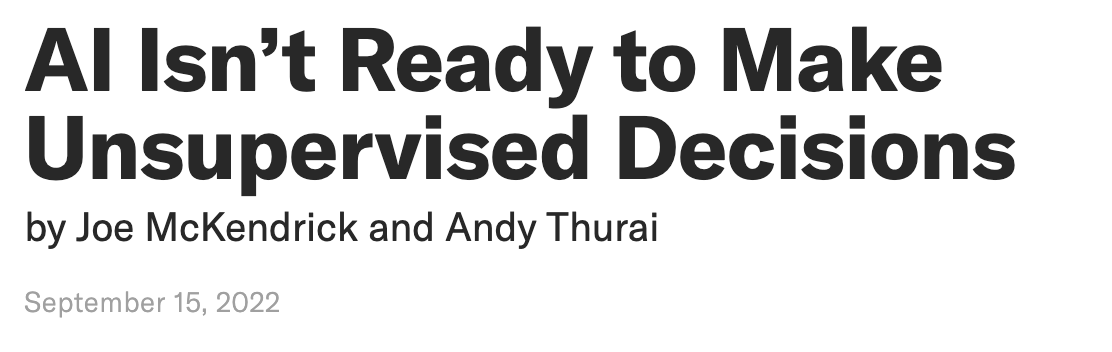 AI Isn’t Ready to Make
Unsupervised Decisions
by Joe McKendrick and Andy Thurai
September 15, 2022